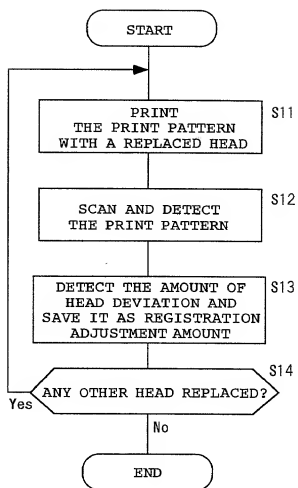 START
PRINT
THE PRINT PATTERN
WITH A REPLACED HEAD
S11
SCAN AND DETECT
THE PRINT PATTERN
S12
DETECT THE AMOUNT OF
HEAD DEVIATION AND
SAVE IT AS REGISTRATION
ADJUSTMENT AMOUNT
S13
ANY OTHER HEAD REPLACED?
S14
Yes
No
END